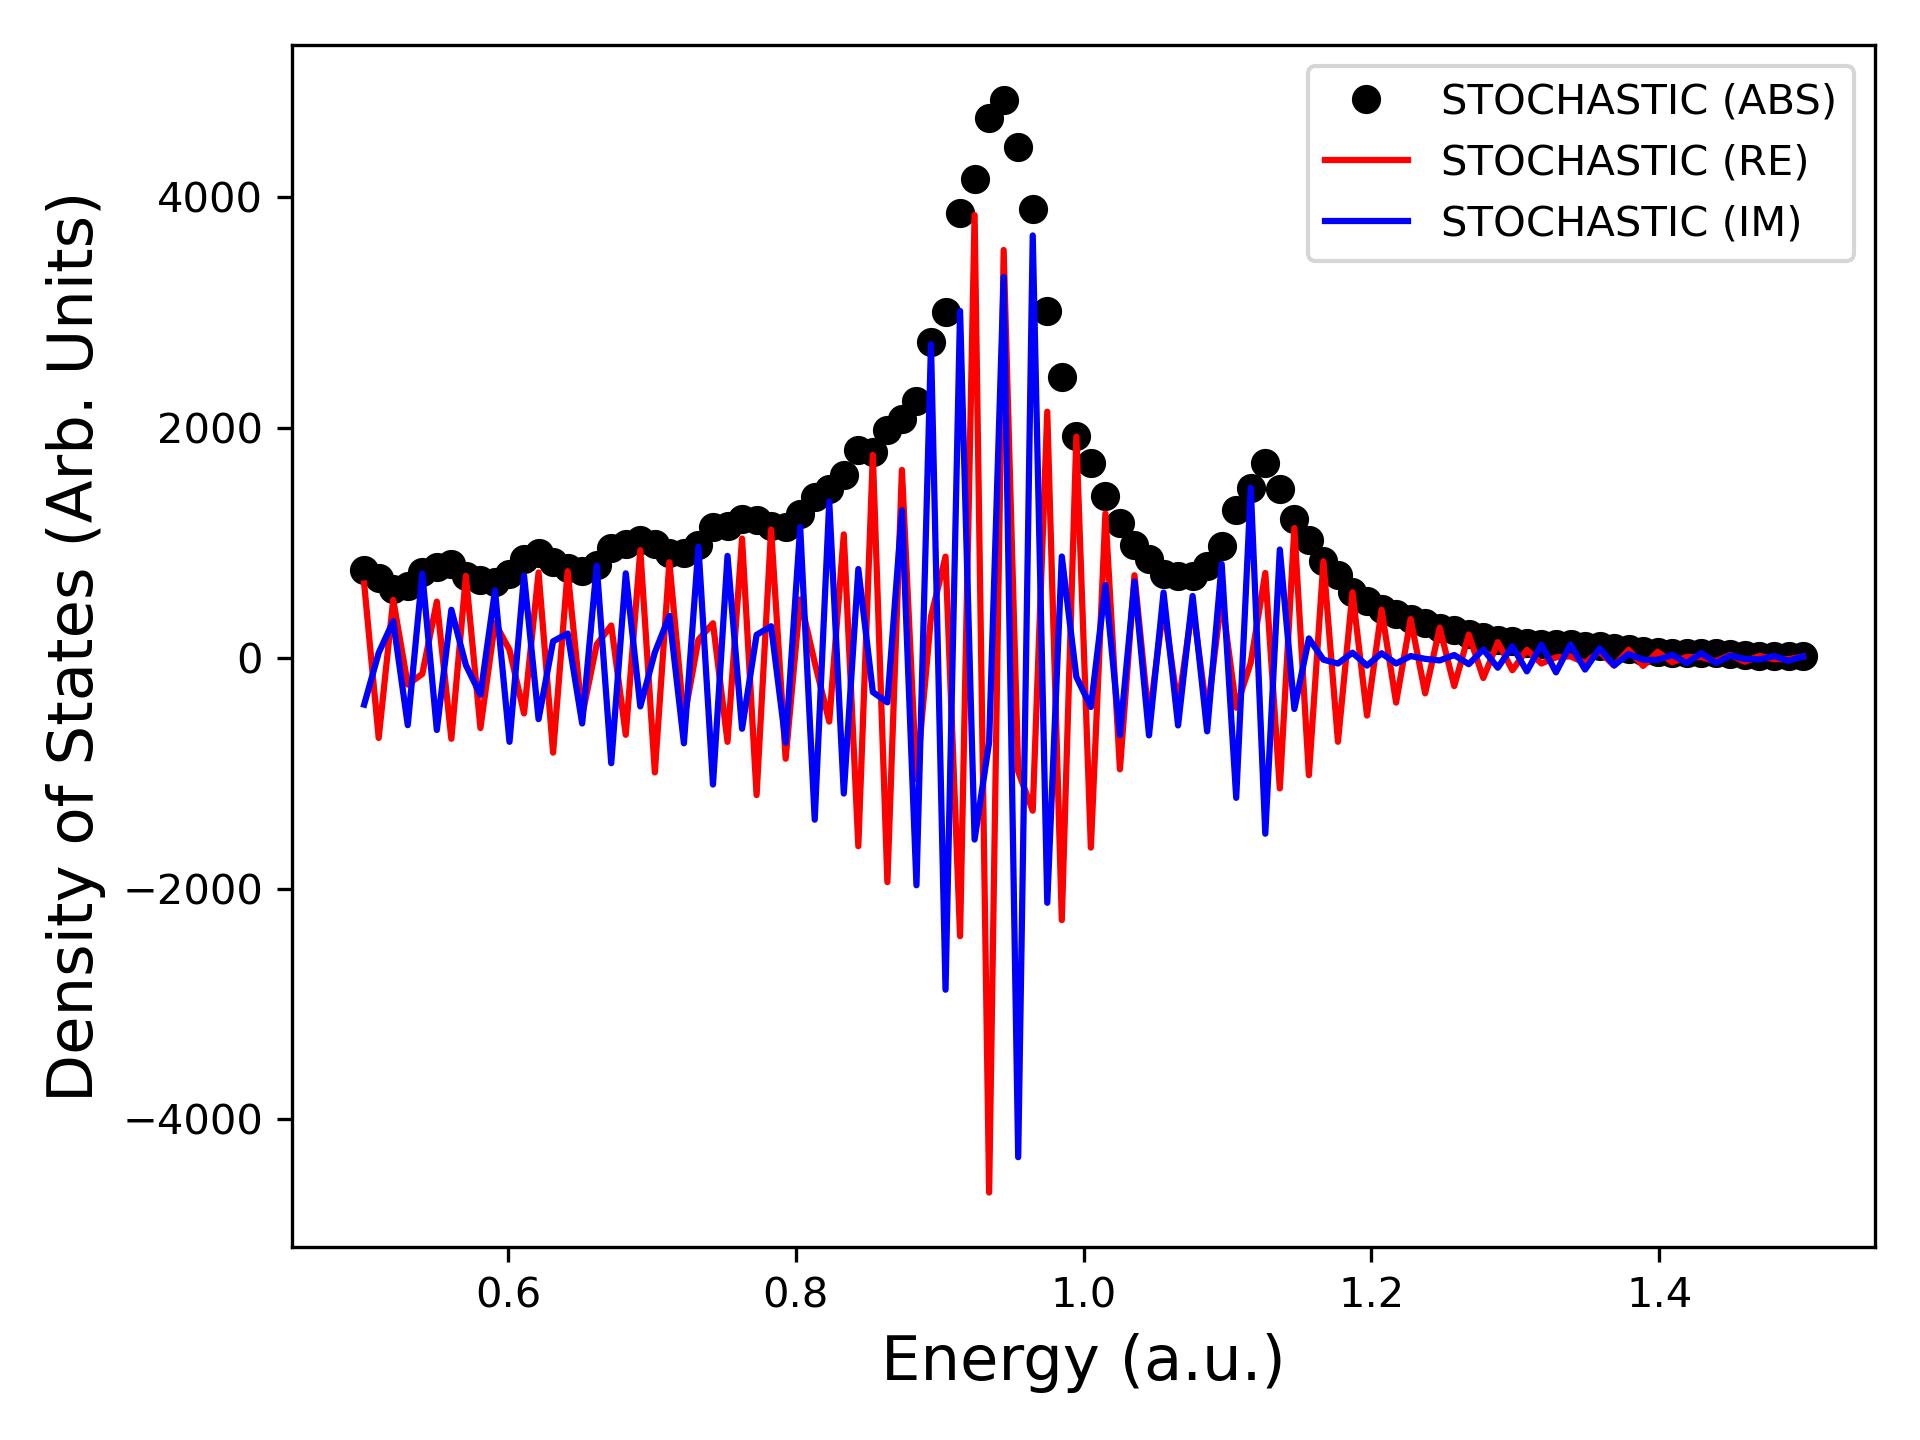 STOCHASTIC (ABS)
STOCHASTIC (RE)
STOCHASTIC (IM)
Density of States (Arb. Units)
4000
2000
0
−2000
−4000
0.6 0.8 1.0 1.2 1.4
Energy (a.u.)